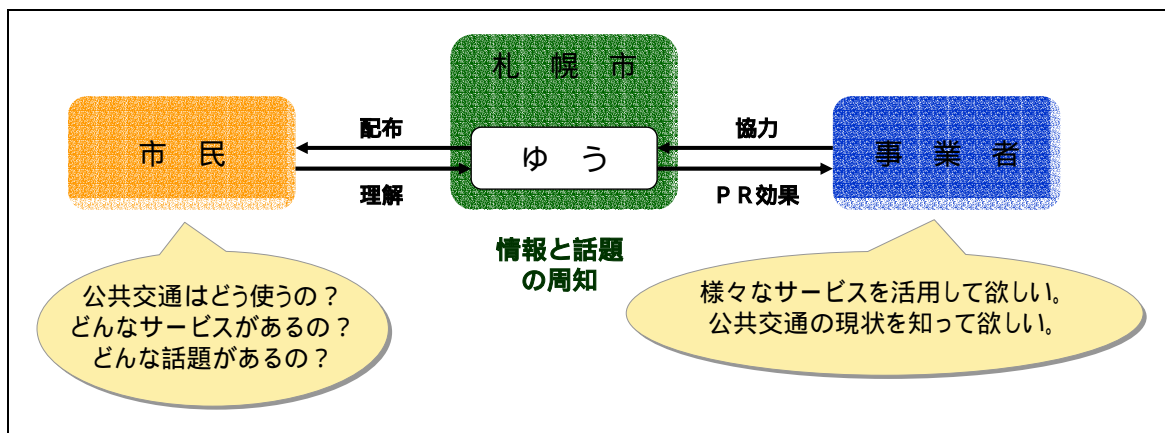 札 幌 市
市 民
配布
理解
ゆ う
協力
ＰＲ効果
事 業 者
情報と話題
の周知
公共交通はどう使うの？
どんなサービスがあるの？
どんな話題があるの？
様々なサービスを活用して欲しい。
公共交通の現状を知って欲しい。